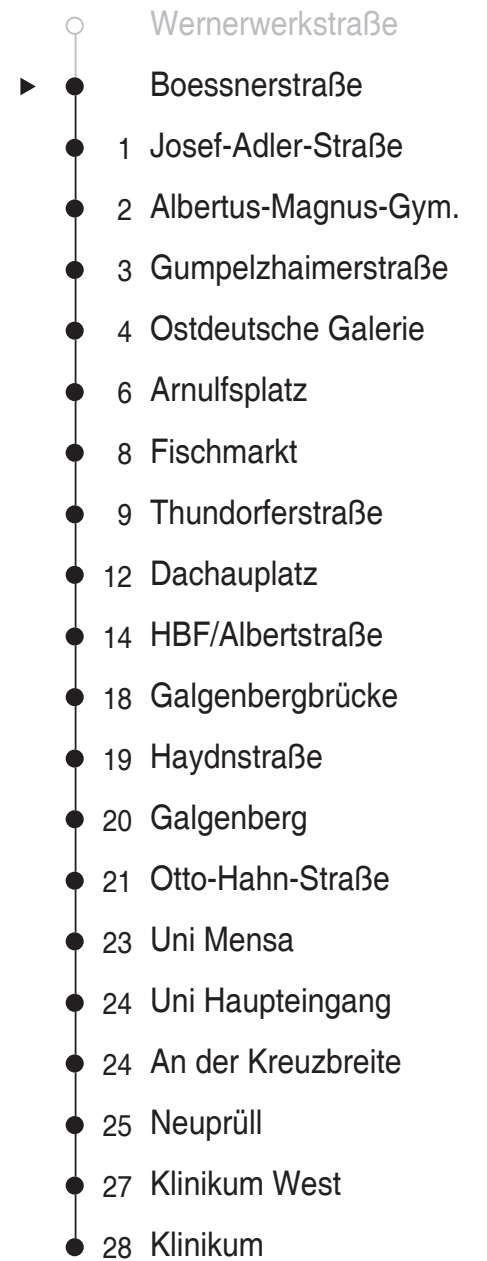 Wernerwerkstraße
Boessnerstraße
1 Josef-Adler-Straße
2 Albertus-Magnus-Gym.
3 Gumpelzhaimerstraße
4 Ostdeutsche Galerie
6 Arnulfsplatz
8 Fischmarkt
9 Thundorferstraße
12 Dachauplatz
14 HBF/Albertstraße
18 Galgenbergbrücke
19 Haydnstraße
20 Galgenberg
21 Otto-Hahn-Straße
23 Uni Mensa
24 Uni Haupteingang
24 An der Kreuzbreite
25 Neuprüll
27 Klinikum West
28 Klinikum